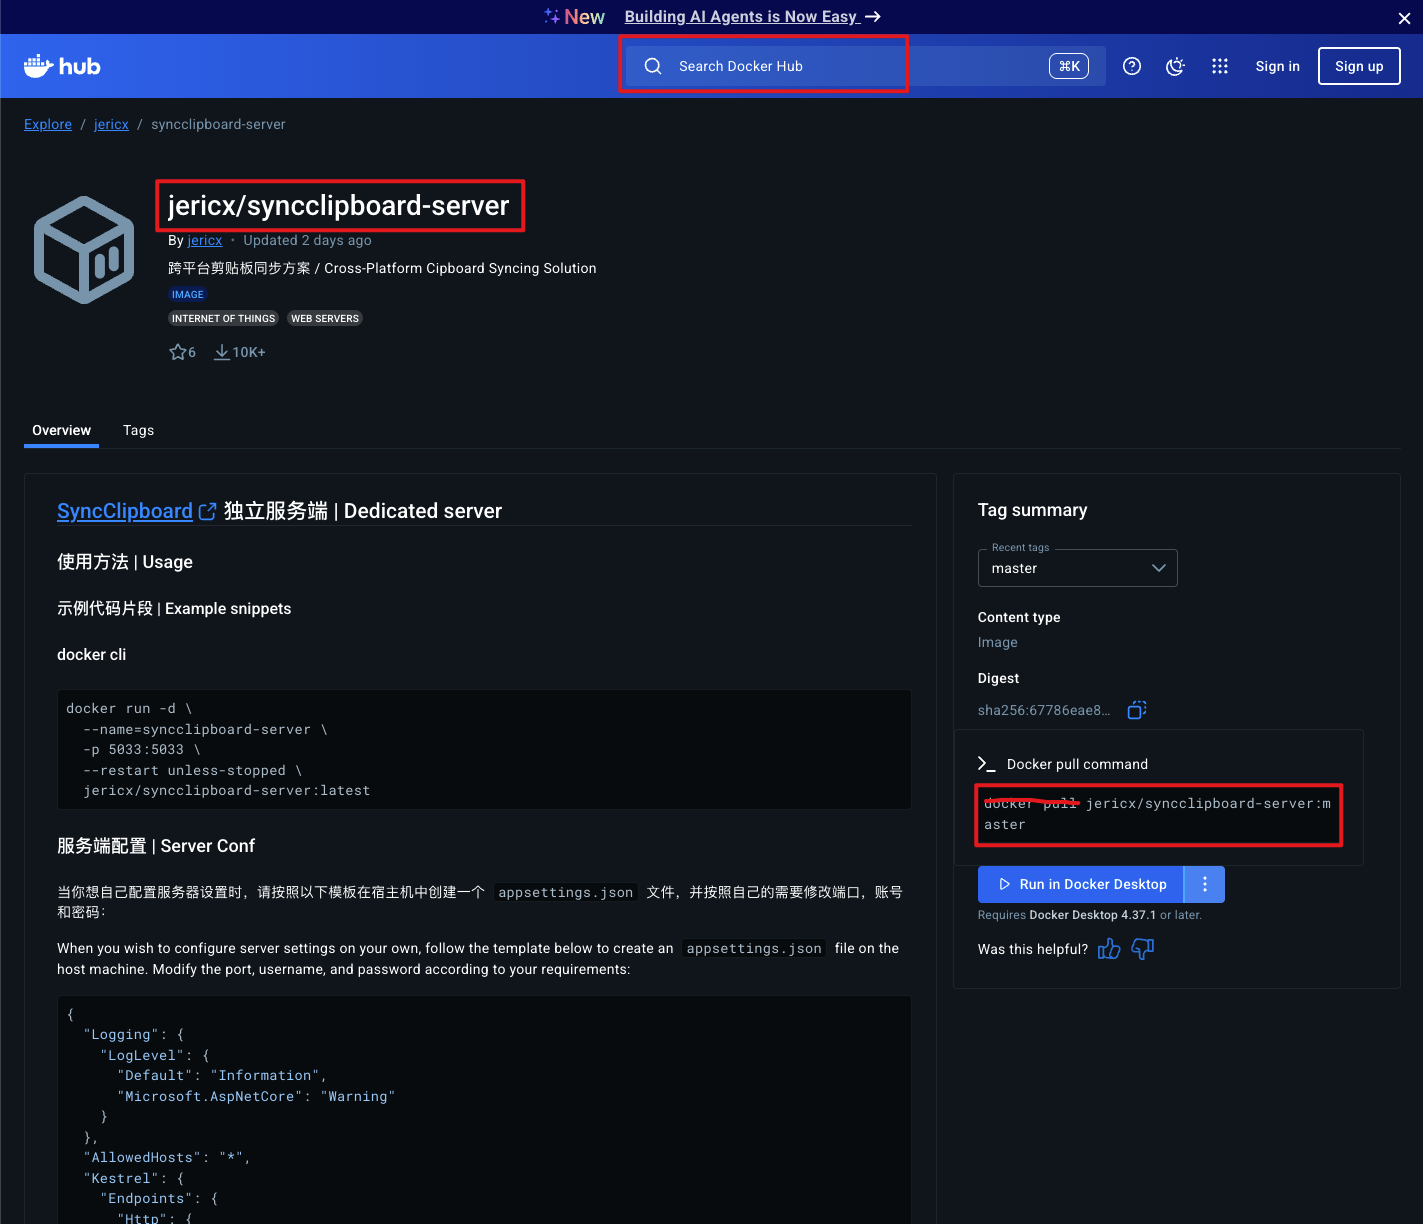 New Building AI Agents is Now Easy
hub
Search Docker Hub
⌘K
Sign in
Sign up
Explore / jericx / syncclipboard-server
jericx/syncclipboard-server
By jericx • Updated 2 days ago
跨平台剪贴板同步方案 / Cross-Platform Cipboard Syncing Solution
IMAGE
INTERNET OF THINGS WEB SERVERS
6 10K+
Overview Tags
SyncClipboard 独立服务端 | Dedicated server
使用方法 | Usage
示例代码片段 | Example snippets
docker cli
docker run -d \
--name=syncclipboard-server \
-p 5033:5033 \
--restart unless-stopped \
jericx/syncclipboard-server:latest
服务端配置 | Server Conf
当你想自己配置服务器设置时，请按照以下模板在宿主机中创建一个 appsettings.json 文件，并按照自己的需要修改端口，账号
和密码：
When you wish to configure server settings on your own, follow the template below to create an appsettings.json file on the
host machine. Modify the port, username, and password according to your requirements:
{
"Logging": {
"LogLevel": {
"Default": "Information",
"Microsoft.AspNetCore": "Warning"
}
},
"AllowedHosts": "*",
"Kestrel": {
"Endpoints": {
"Http": {
Tag summary
Recent tags
master
Content type
Image
Digest
sha256:67786eae8…
Docker pull command
docker pull jericx/syncclipboard-server:m
aster
Run in Docker Desktop
Requires Docker Desktop 4.37.1 or later.
Was this helpful?